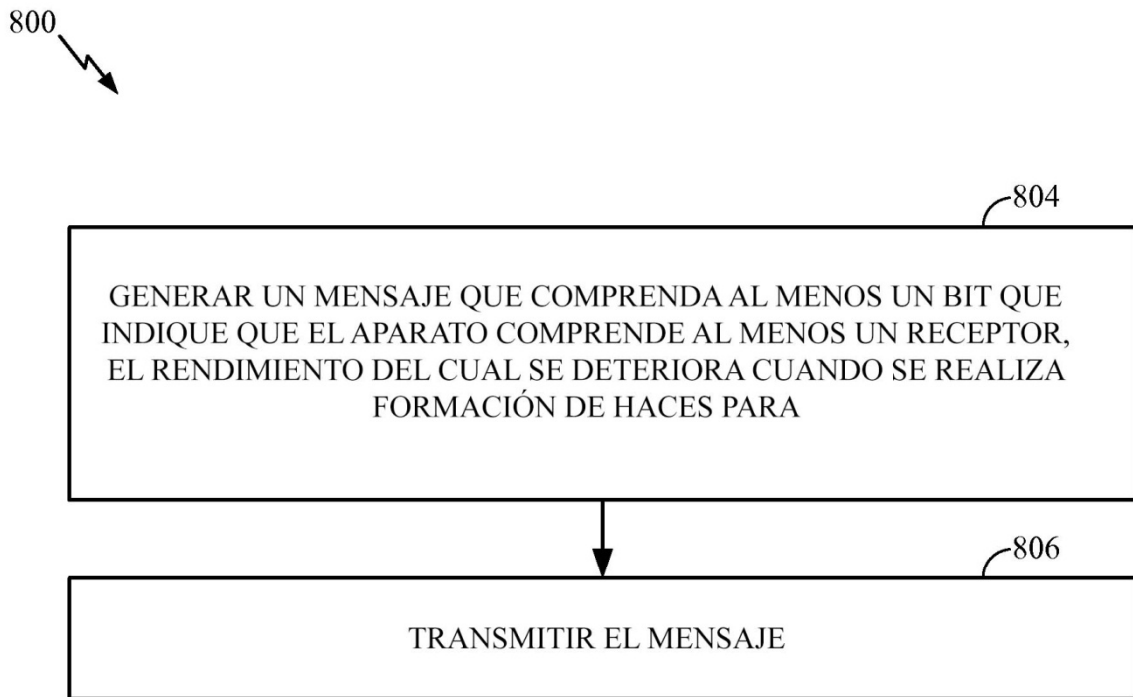 800
804
GENERAR UN MENSAJE QUE COMPRENDA AL MENOS UN BIT QUE
INDIQUE QUE EL APARATO COMPRENDE AL MENOS UN RECEPTOR,
EL RENDIMIENTO DEL CUAL SE DETERIORA CUANDO SE REALIZA
FORMACIÓN DE HACES PARA
806
TRANSMITIR EL MENSAJE